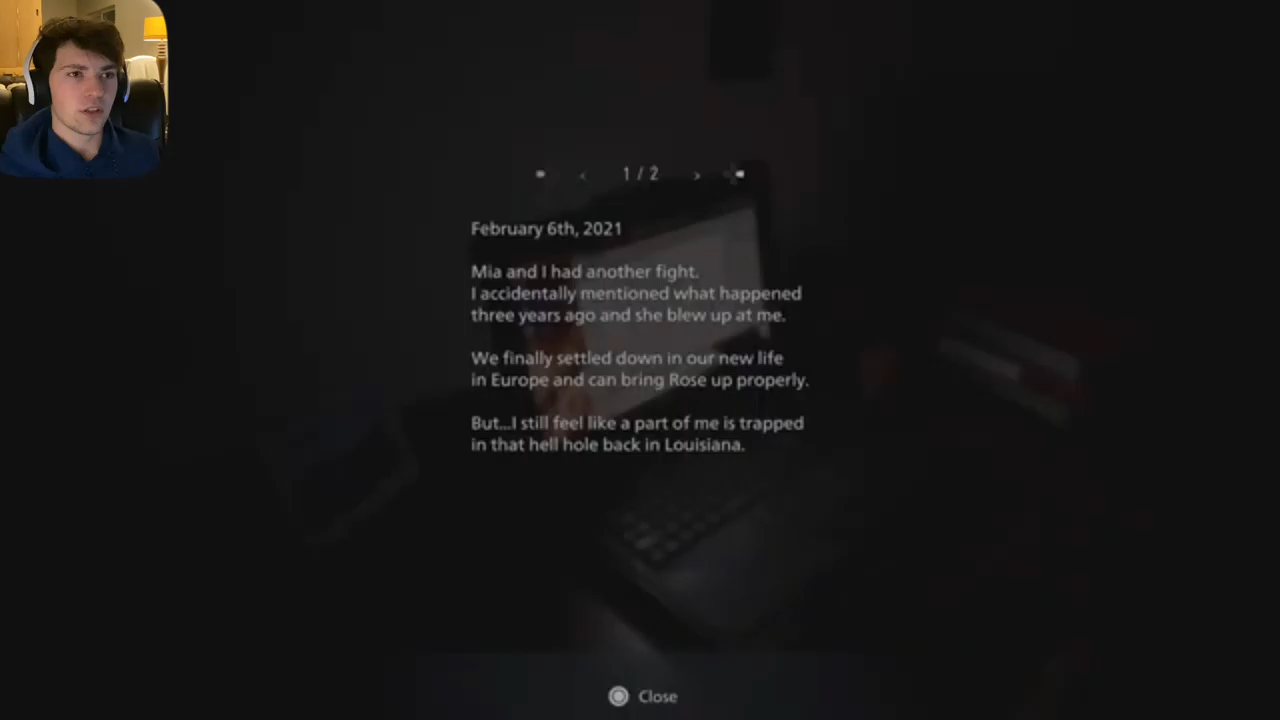 1 / 2
February 6th, 2021
Mia and I had another fight.
I accidentally mentioned what happened
three years ago and she blew up at me.
We finally settled down in our new life
in Europe and can bring Rose up properly.
But...I still feel like a part of me is trapped
in that hell hole back in Louisiana.
Close